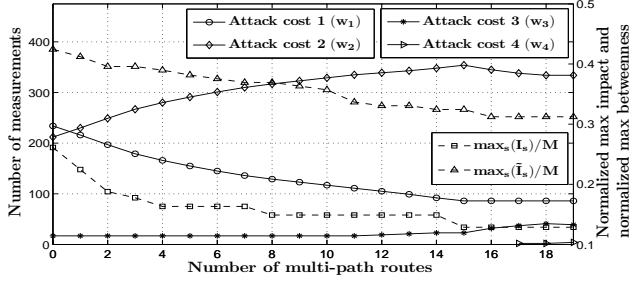 Attack cost 1 (w₁)
Attack cost 2 (w₂)
Attack cost 3 (w₃)
Attack cost 4 (w₄)
maxₛ(Iₛ)/M
maxₛ(Ĩₛ)/M
Number of measurements
400
300
200
100
0
0.5
0.4
0.3
0.2
0.1
Normalized max impact and
normalized max betweenness
0 2 4 6 8 10 12 14 16 18
Number of multi-path routes